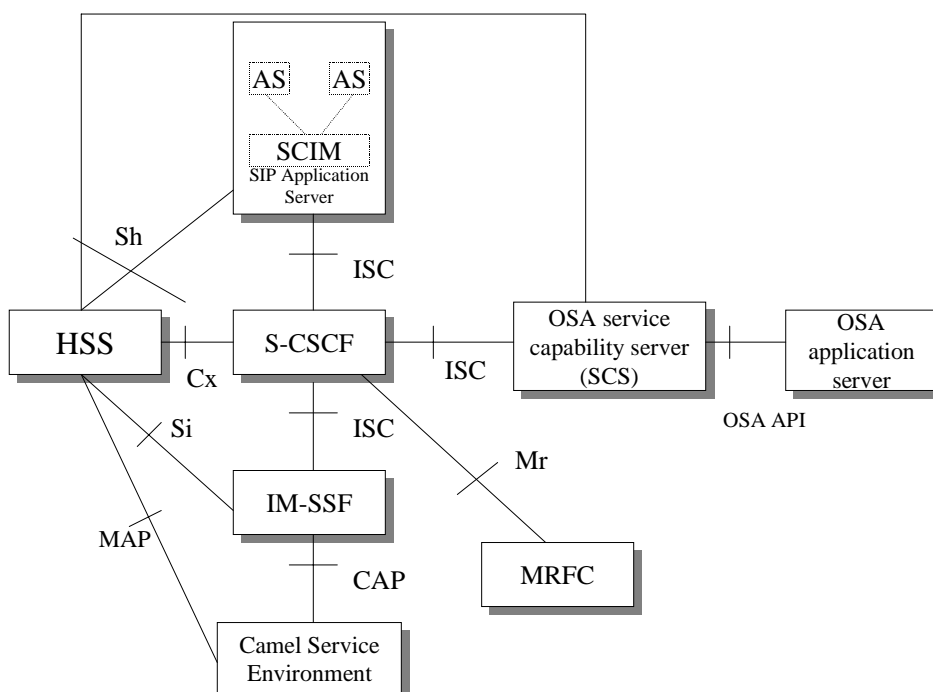 AS AS
SCIM
SIP Application
Server
Sh
ISC
HSS
S-CSCF
OSA service
capability server
(SCS)
OSA
application
server
Cx
ISC
OSA API
Si
ISC
Mr
IM-SSF
MAP
CAP
MRFC
Camel Service
Environment